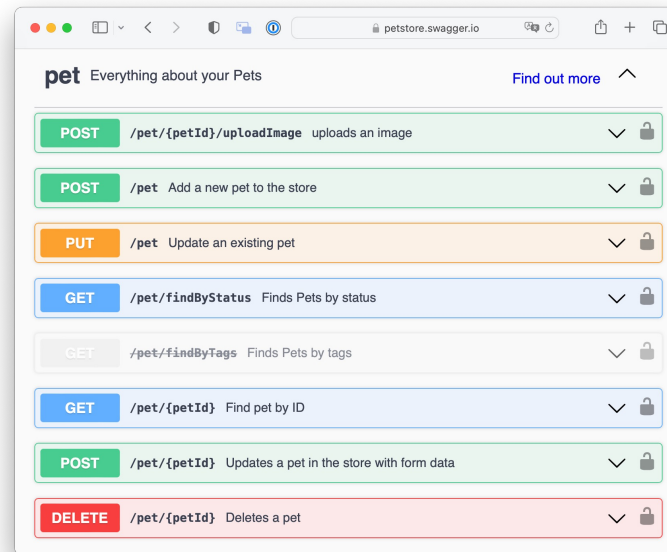 petstore.swagger.io
pet Everything about your Pets Find out more
POST /pet/{petId}/uploadImage uploads an image
POST /pet Add a new pet to the store
PUT /pet Update an existing pet
GET /pet/findByStatus Finds Pets by status
GET /pet/findByTags Finds Pets by tags
GET /pet/{petId} Find pet by ID
POST /pet/{petId} Updates a pet in the store with form data
DELETE /pet/{petId} Deletes a pet